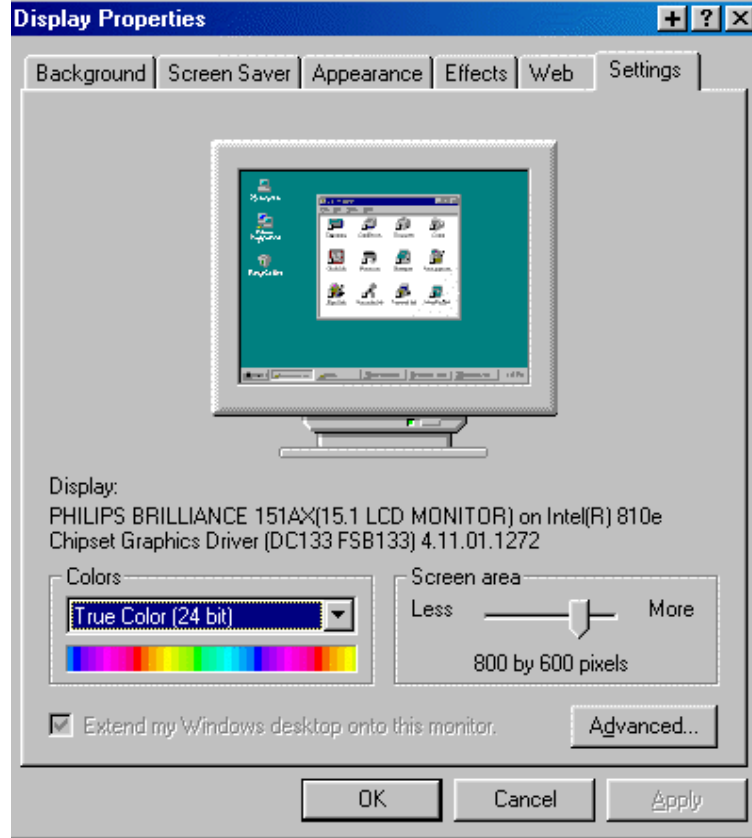 Display Properties
Background Screen Saver Appearance Effects Web Settings
Display:
PHILIPS BRILLIANCE 151AX(15.1 LCD MONITOR) on Intel(R) 810e
Chipset Graphics Driver (DC133 FSB133) 4.11.01.1272
Colors
True Color (24 bit)
Screen area
Less More
800 by 600 pixels
Extend my Windows desktop onto this monitor.
Advanced...
OK Cancel Apply